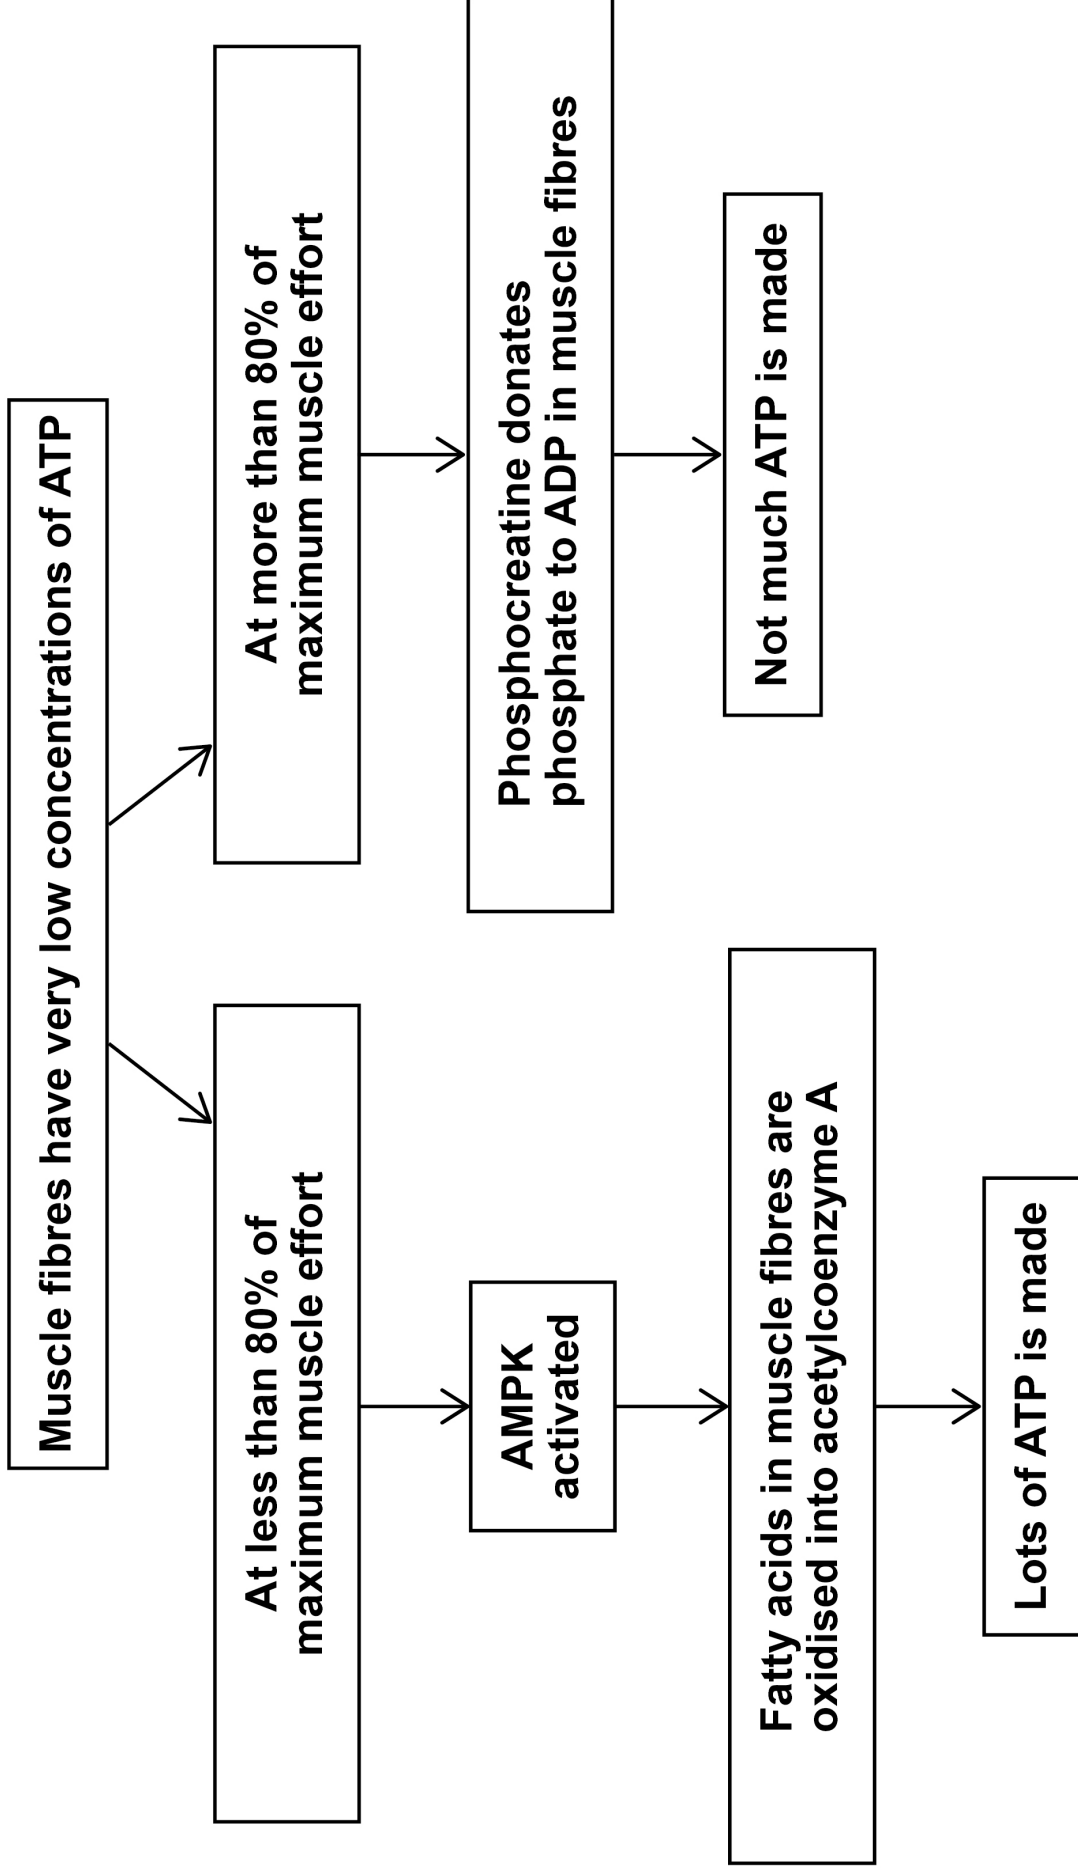 Muscle fibres have very low concentrations of ATP
At less than 80% of
maximum muscle effort
At more than 80% of
maximum muscle effort
AMPK
activated
Phosphocreatine donates
phosphate to ADP in muscle fibres
Fatty acids in muscle fibres are
oxidised into acetylcoenzyme A
Not much ATP is made
Lots of ATP is made